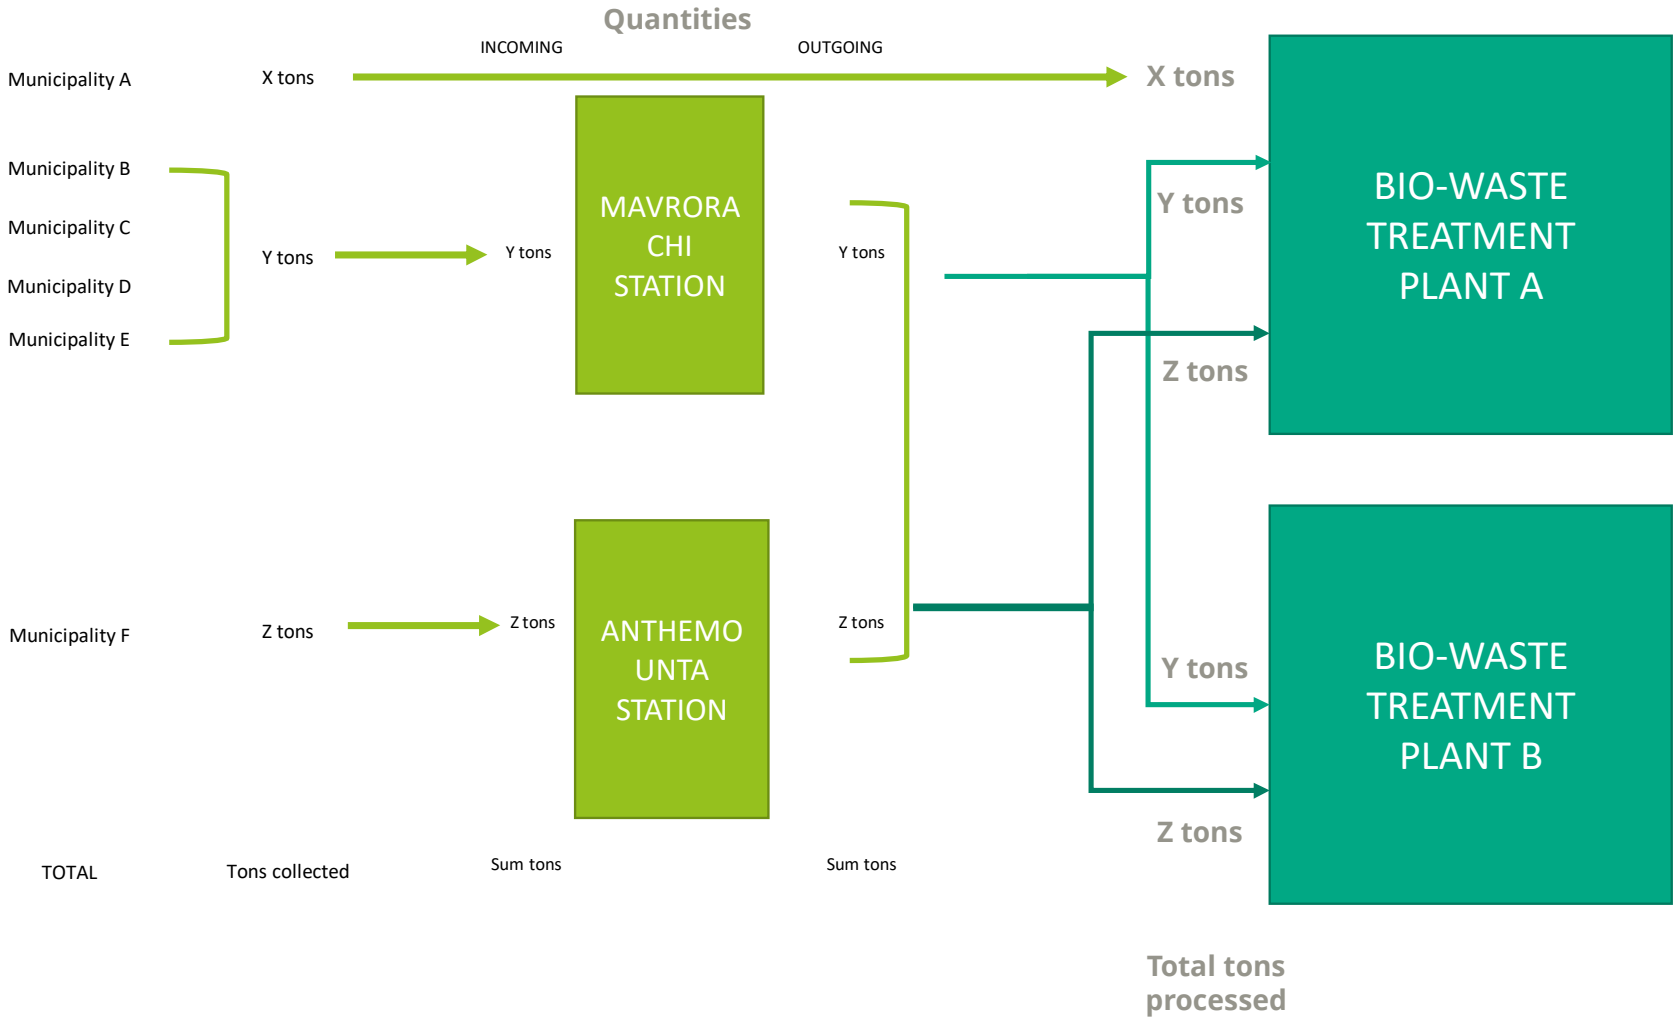 Quantities
INCOMING
OUTGOING
Municipality A
X tons
X tons
Municipality B
Municipality C
Municipality D
Municipality E
Y tons
Y tons
MAVRORA
CHI
STATION
Y tons
Y tons
Z tons
BIO-WASTE
TREATMENT
PLANT A
Municipality F
Z tons
Z tons
ANTHEMO
UNTA
STATION
Z tons
Y tons
Z tons
BIO-WASTE
TREATMENT
PLANT B
TOTAL
Tons collected
Sum tons
Sum tons
Total tons
processed